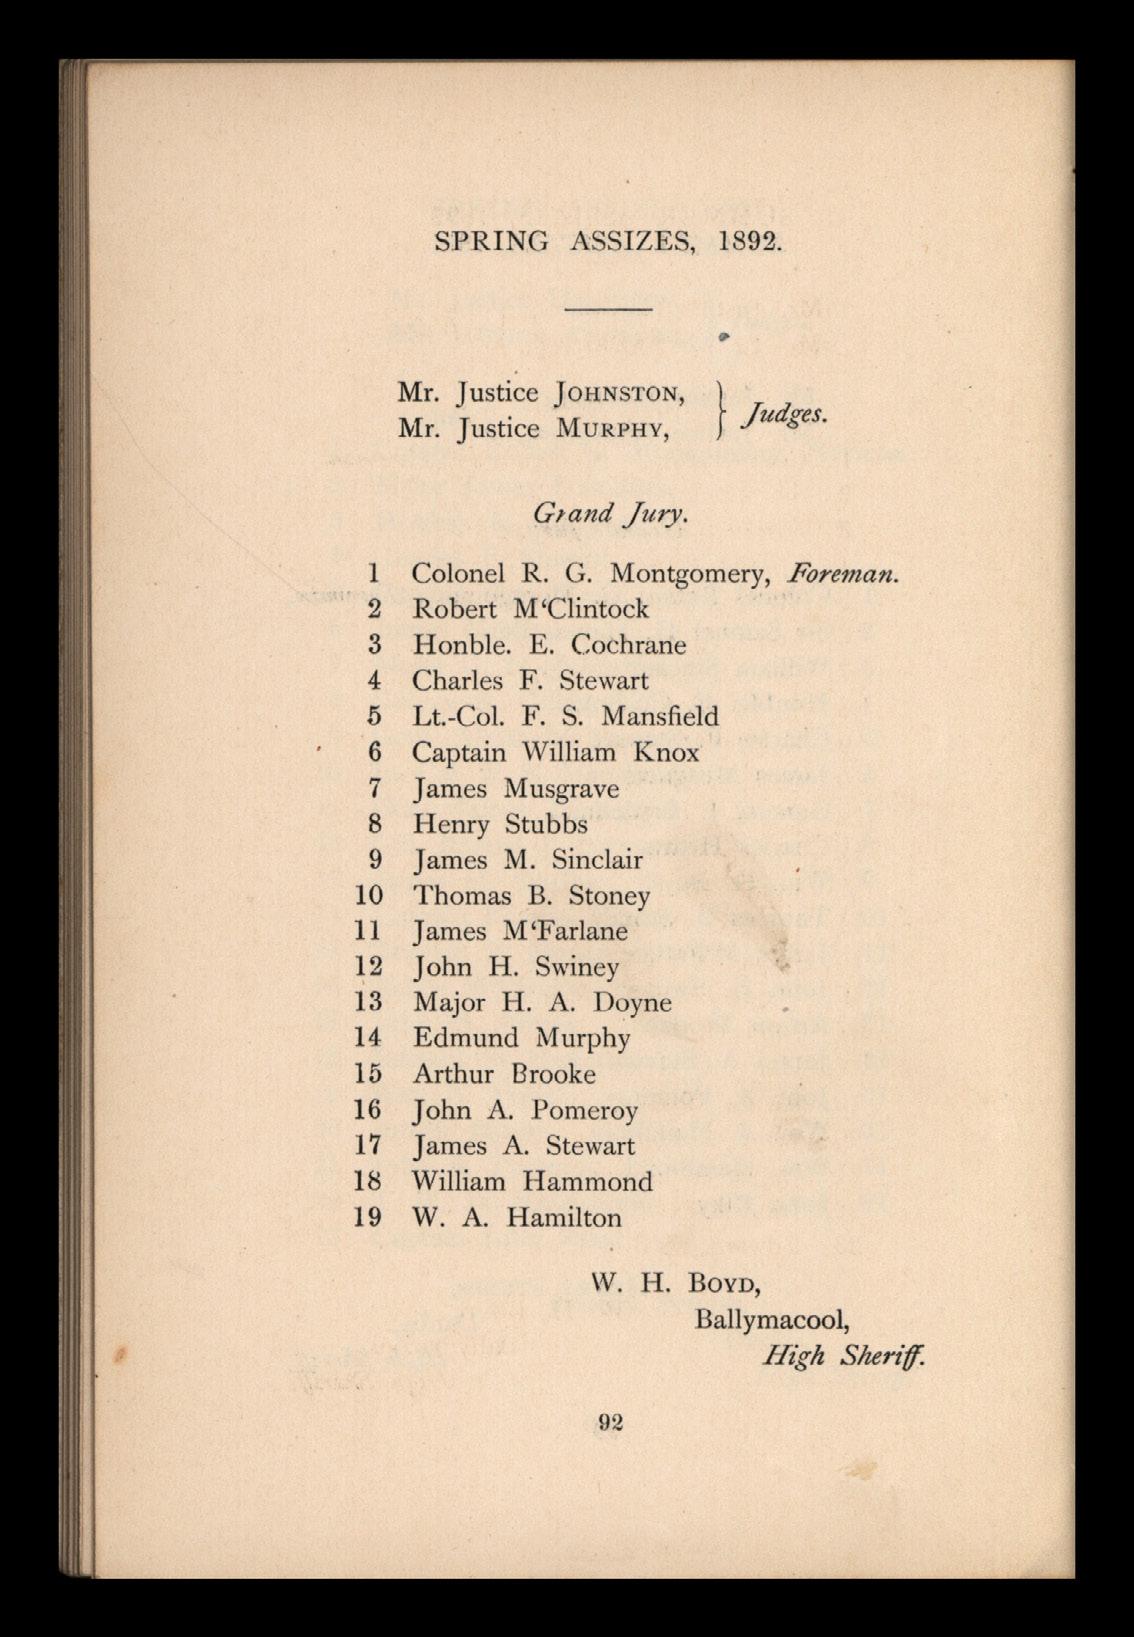 SPRING ASSIZES, 1892.
Mr. Justice JOHNSTON,
Mr. Justice MURPHY,
} Judges.
Grand Jury.
1 Colonel R. G. Montgomery, Foreman.
2 Robert M‘Clintock
3 Honble. E. Cochrane
4 Charles F. Stewart
5 Lt.-Col. F. S. Mansfield
6 Captain William Knox
7 James Musgrave
8 Henry Stubbs
9 James M. Sinclair
10 Thomas B. Stoney
11 James M‘Farlane
12 John H. Swiney
13 Major H. A. Doyne
14 Edmund Murphy
15 Arthur Brooke
16 John A. Pomeroy
17 James A. Stewart
18 William Hammond
19 W. A. Hamilton
W. H. BOYD,
Ballymacool,
High Sheriff.
92